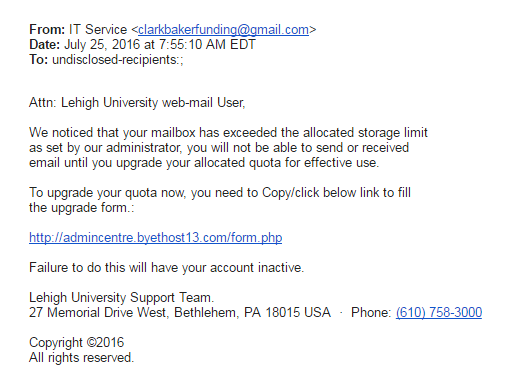 From: IT Service <clarkbakerfunding@gmail.com>
Date: July 25, 2016 at 7:55:10 AM EDT
To: undisclosed-recipients:;
Attn: Lehigh University web-mail User,
We noticed that your mailbox has exceeded the allocated storage limit
as set by our administrator, you will not be able to send or received
email until you upgrade your allocated quota for effective use.
To upgrade your quota now, you need to Copy/click below link to fill
the upgrade form.:
http://admincentre.byethost13.com/form.php
Failure to do this will have your account inactive.
Lehigh University Support Team.
27 Memorial Drive West, Bethlehem, PA 18015 USA · Phone: (610) 758-3000
Copyright ©2016
All rights reserved.